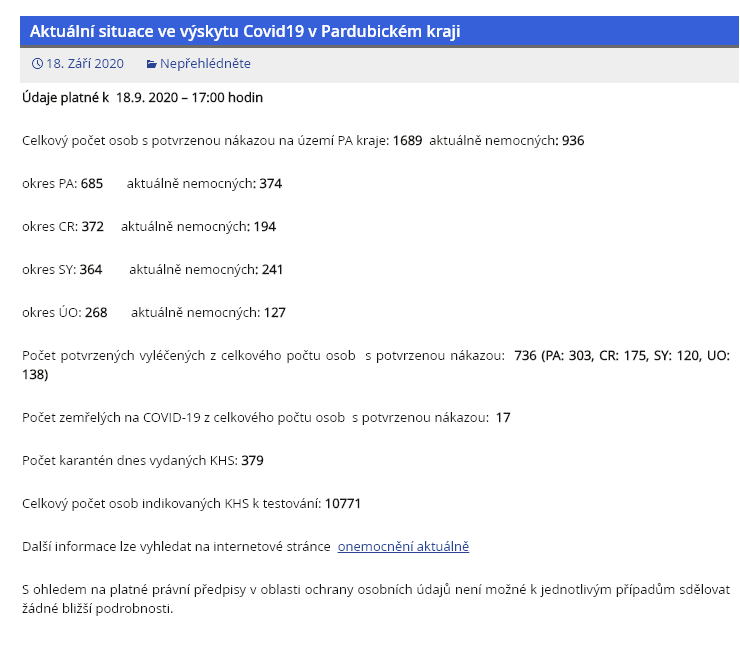 Aktuální situace ve výskytu Covid19 v Pardubickém kraji
18. Září 2020 Nepřehlédněte
Údaje platné k 18.9. 2020 – 17:00 hodin
Celkový počet osob s potvrzenou nákazou na území PA kraje: 1689 aktuálně nemocných: 936
okres PA: 685 aktuálně nemocných: 374
okres CR: 372 aktuálně nemocných: 194
okres SY: 364 aktuálně nemocných: 241
okres ÚO: 268 aktuálně nemocných: 127
Počet potvrzených vyléčených z celkového počtu osob s potvrzenou nákazou: 736 (PA: 303, CR: 175, SY: 120, UO:
138)
Počet zemřelých na COVID-19 z celkového počtu osob s potvrzenou nákazou: 17
Počet karantén dnes vydaných KHS: 379
Celkový počet osob indikovaných KHS k testování: 10771
Další informace lze vyhledat na internetové stránce onemocnění aktuálně
S ohledem na platné právní předpisy v oblasti ochrany osobních údajů není možné k jednotlivým případům sdělovat
žádné bližší podrobnosti.